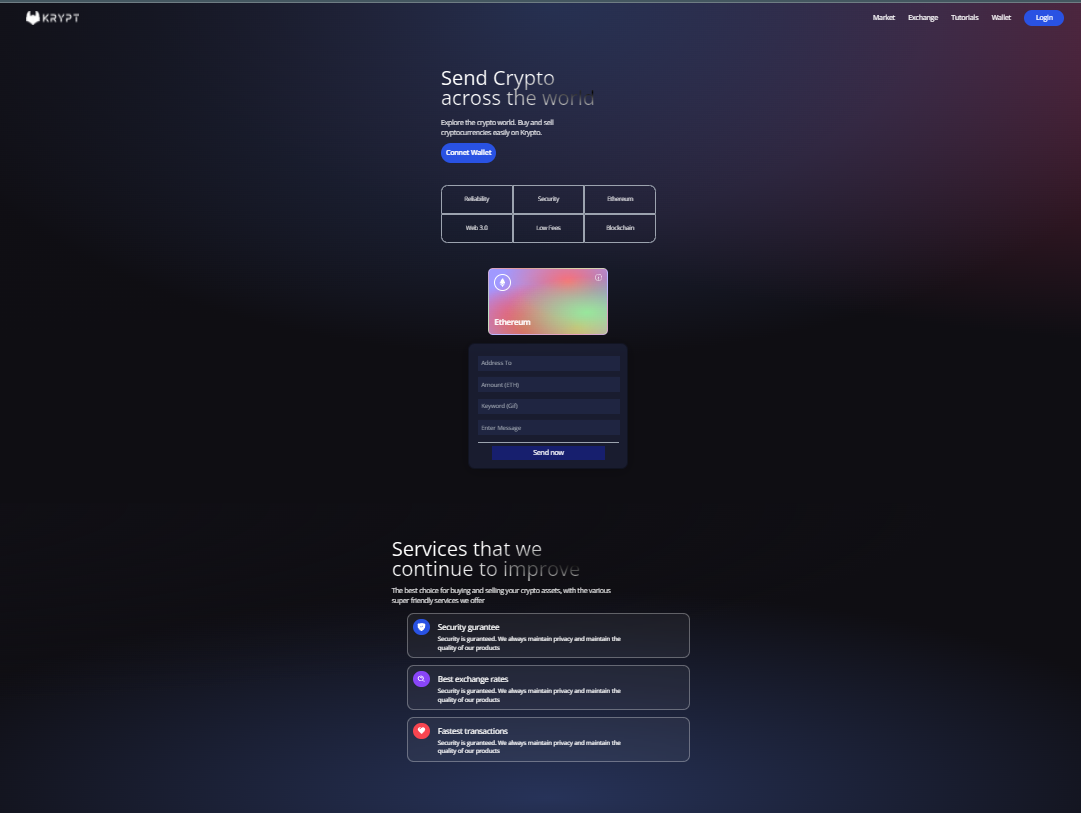 KRYPT
Market Exchange Tutorials Wallet Login
Send Crypto
across the world
Explore the crypto world. Buy and sell
cryptocurrencies easily on Krypto.
Connet Wallet
Reliability Security Ethereum
Web 3.0 Low Fees Blockchain
Ethereum
Address To
Amount (ETH)
Keyword (Gif)
Enter Message
Send now
Services that we
continue to improve
The best choice for buying and selling your crypto assets, with the various
super friendly services we offer
Security gurantee
Security is guranteed. We always maintain privacy and maintain the
quality of our products
Best exchange rates
Security is guranteed. We always maintain privacy and maintain the
quality of our products
Fastest transactions
Security is guranteed. We always maintain privacy and maintain the
quality of our products